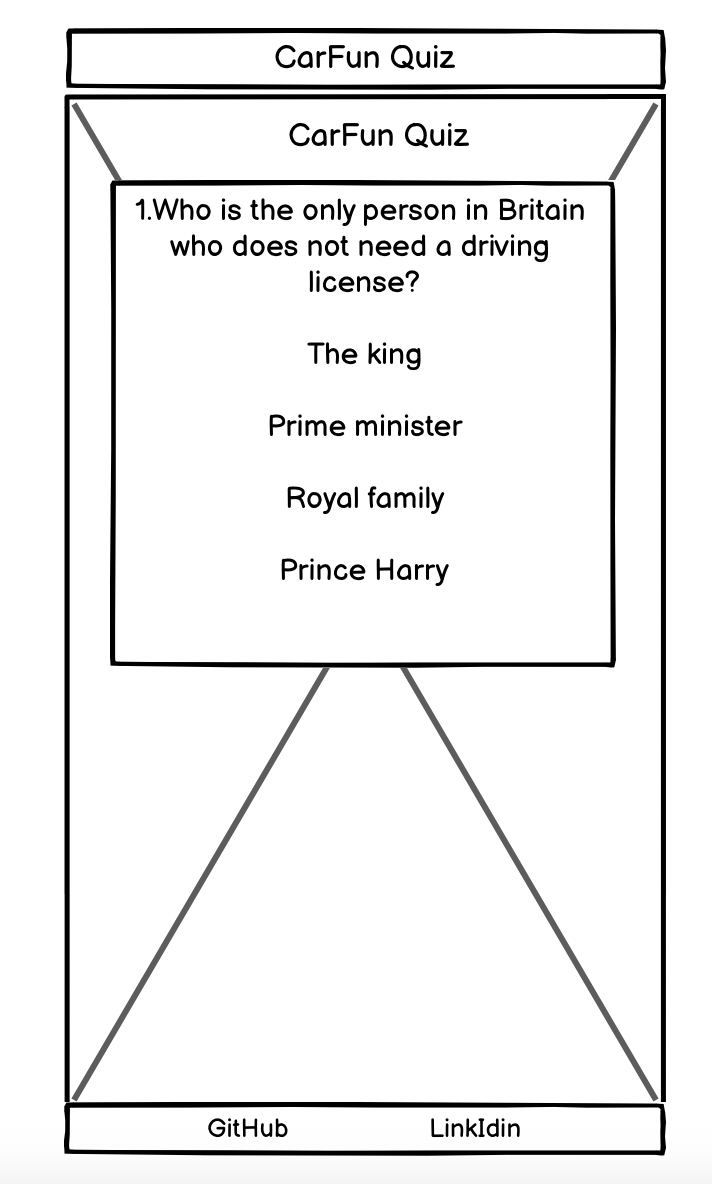 CarFun Quiz
CarFun Quiz
1.Who is the only person in Britain
who does not need a driving
license?
The king
Prime minister
Royal family
Prince Harry
GitHub LinkIdin